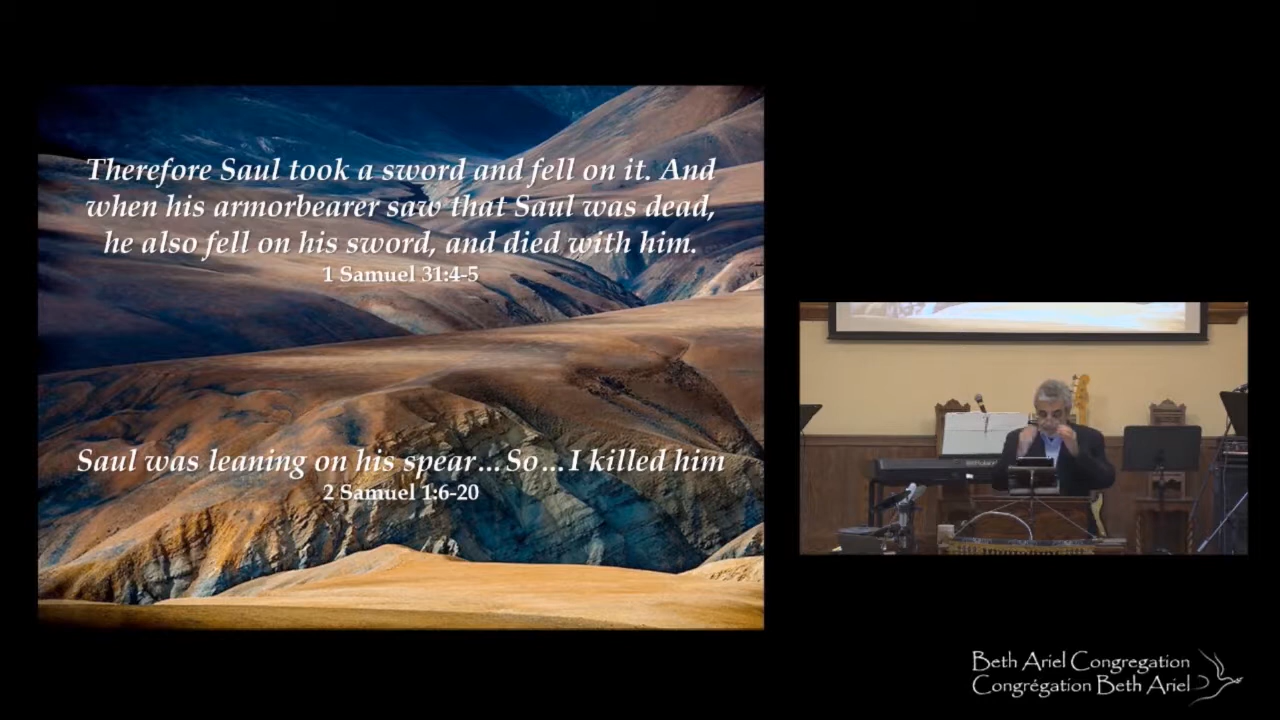 Therefore Saul took a sword and fell on it. And
when his armorbearer saw that Saul was dead,
he also fell on his sword, and died with him.
1 Samuel 31:4-5
Saul was leaning on his spear...So...I killed him
2 Samuel 1:6-20
Beth Ariel Congregation
Congrégation Beth Ariel